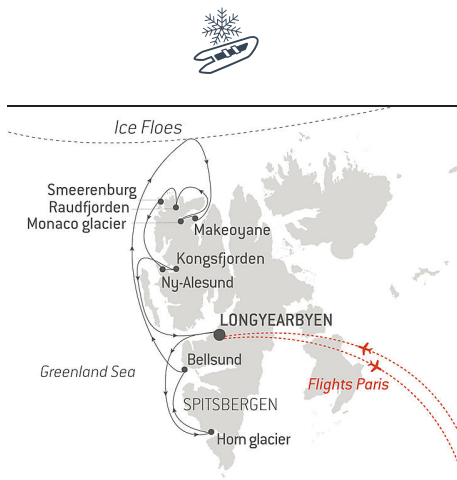 Ice Floes
Smeerenburg
Raudfjorden
Monaco glacier
Makeoyane
Kongsfjorden
Ny-Alesund
LONGYEARBYEN
Bellsund
Greenland Sea
Flights Paris
SPITSBERGEN
Horn glacier